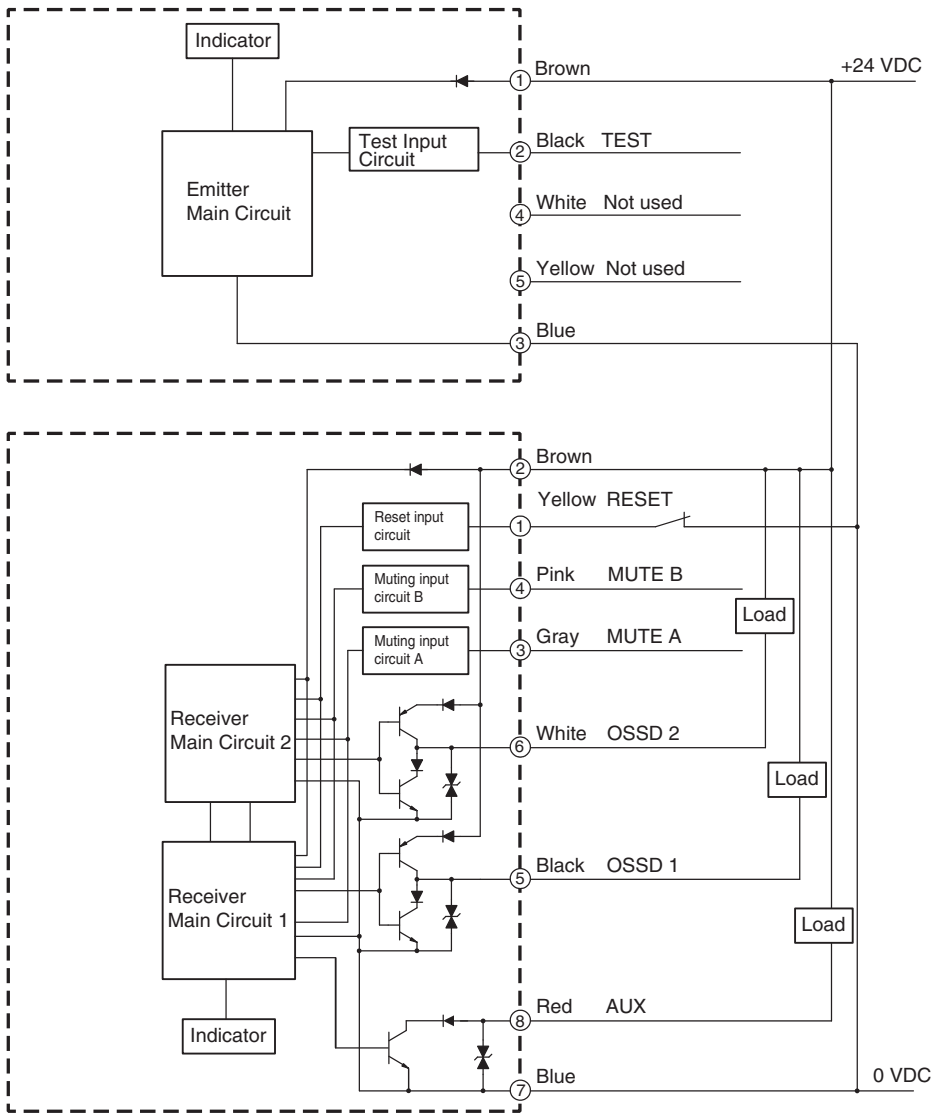 Indicator
① Brown
+24 VDC
Test Input
Circuit
② Black TEST
Emitter
Main Circuit
④ White Not used
⑤ Yellow Not used
③ Blue
② Brown
Yellow RESET
Reset input
circuit
①
Muting input
circuit B
④ Pink MUTE B
Load
Muting input
circuit A
③ Gray MUTE A
Receiver
Main Circuit 2
⑥ White OSSD 2
Load
⑤ Black OSSD 1
Receiver
Main Circuit 1
Load
⑧ Red AUX
Indicator
⑦ Blue
0 VDC